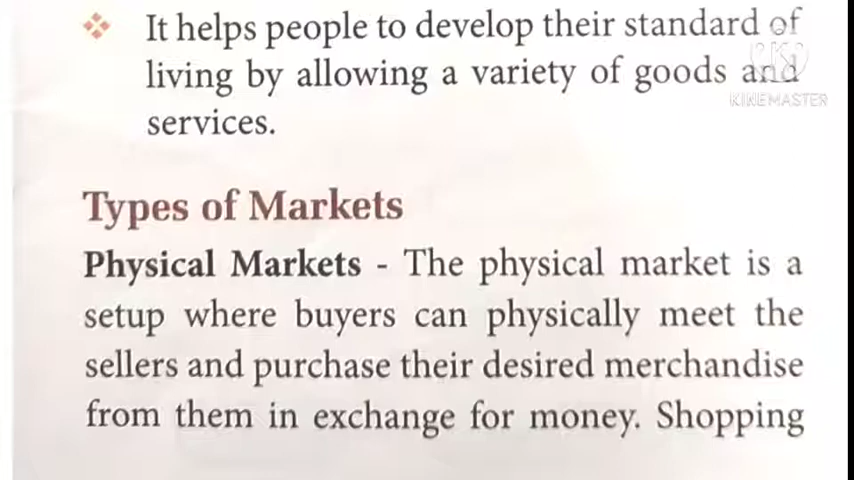 It helps people to develop their standard of
living by allowing a variety of goods and
services.
Types of Markets
Physical Markets - The physical market is a
setup where buyers can physically meet the
sellers and purchase their desired merchandise
from them in exchange for money. Shopping
KINEMASTER